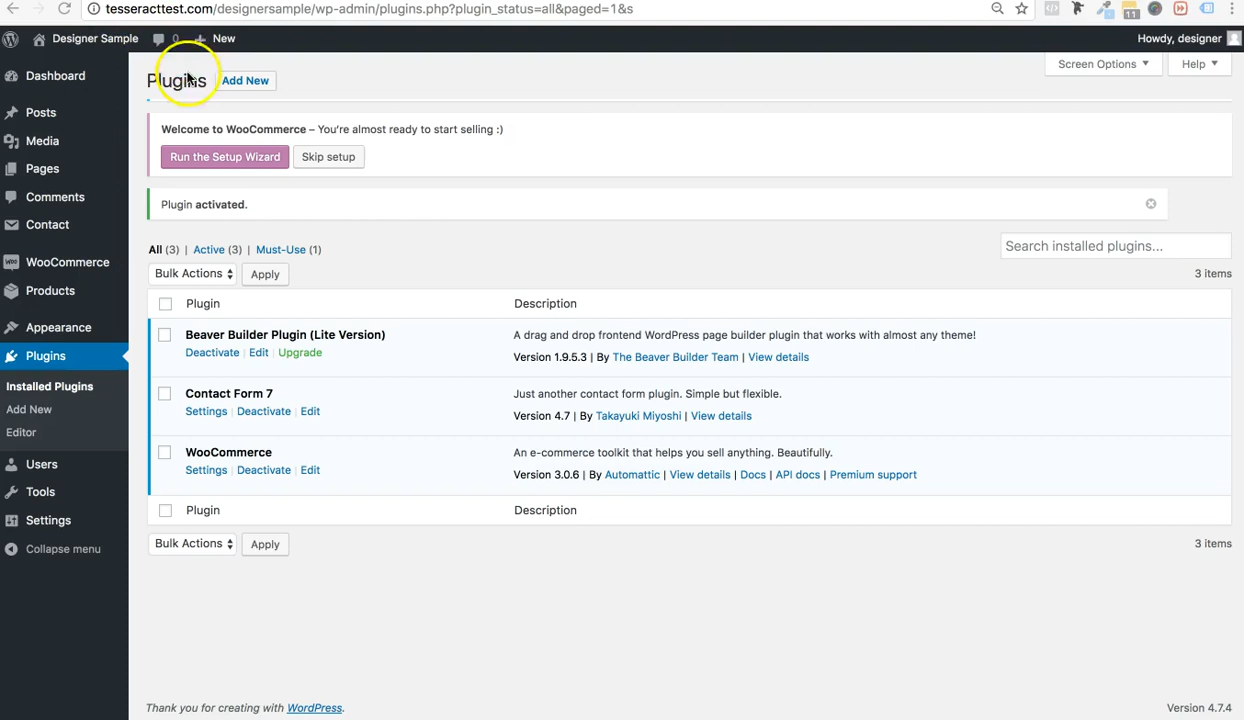 tesseracttest.com/designersample/wp-admin/plugins.php?plugin_status=all&paged=1&s
11
Designer Sample 0 New Howdy, designer
Screen Options Help
Plugins Add New
Welcome to WooCommerce – You're almost ready to start selling :)
Run the Setup Wizard Skip setup
Plugin activated.
All (3) | Active (3) | Must-Use (1)
Search installed plugins...
Bulk Actions Apply
3 items
Plugin Description
Beaver Builder Plugin (Lite Version) A drag and drop frontend WordPress page builder plugin that works with almost any theme!
Deactivate | Edit | Upgrade Version 1.9.5.3 | By The Beaver Builder Team | View details
Contact Form 7 Just another contact form plugin. Simple but flexible.
Settings | Deactivate | Edit Version 4.7 | By Takayuki Miyoshi | View details
WooCommerce An e-commerce toolkit that helps you sell anything. Beautifully.
Settings | Deactivate | Edit Version 3.0.6 | By Automattic | View details | Docs | API docs | Premium support
Plugin Description
Bulk Actions Apply 3 items
Dashboard
Posts
Media
Pages
Comments
Contact
Woo WooCommerce
Products
Appearance
Plugins
Installed Plugins
Add New
Editor
Users
Tools
Settings
Collapse menu
Thank you for creating with WordPress. Version 4.7.4